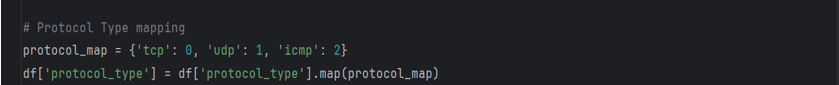 # Protocol Type mapping
protocol_map = {'tcp': 0, 'udp': 1, 'icmp': 2}
df['protocol_type'] = df['protocol_type'].map(protocol_map)